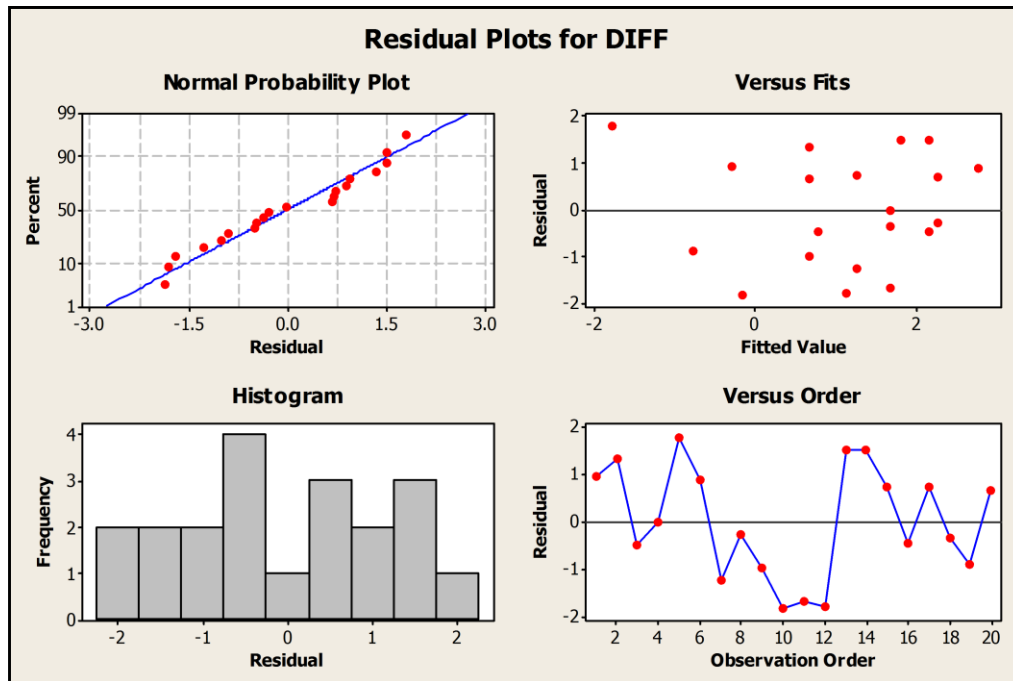 Residual Plots for DIFF
Normal Probability Plot
Percent
99
90
50
10
1
-3.0 -1.5 0.0 1.5 3.0
Residual
Versus Fits
Residual
2
1
0
-1
-2
-2 0 2
Fitted Value
Histogram
Frequency
4
3
2
1
0
-2 -1 0 1 2
Residual
Versus Order
Residual
2
1
0
-1
-2
2 4 6 8 10 12 14 16 18 20
Observation Order